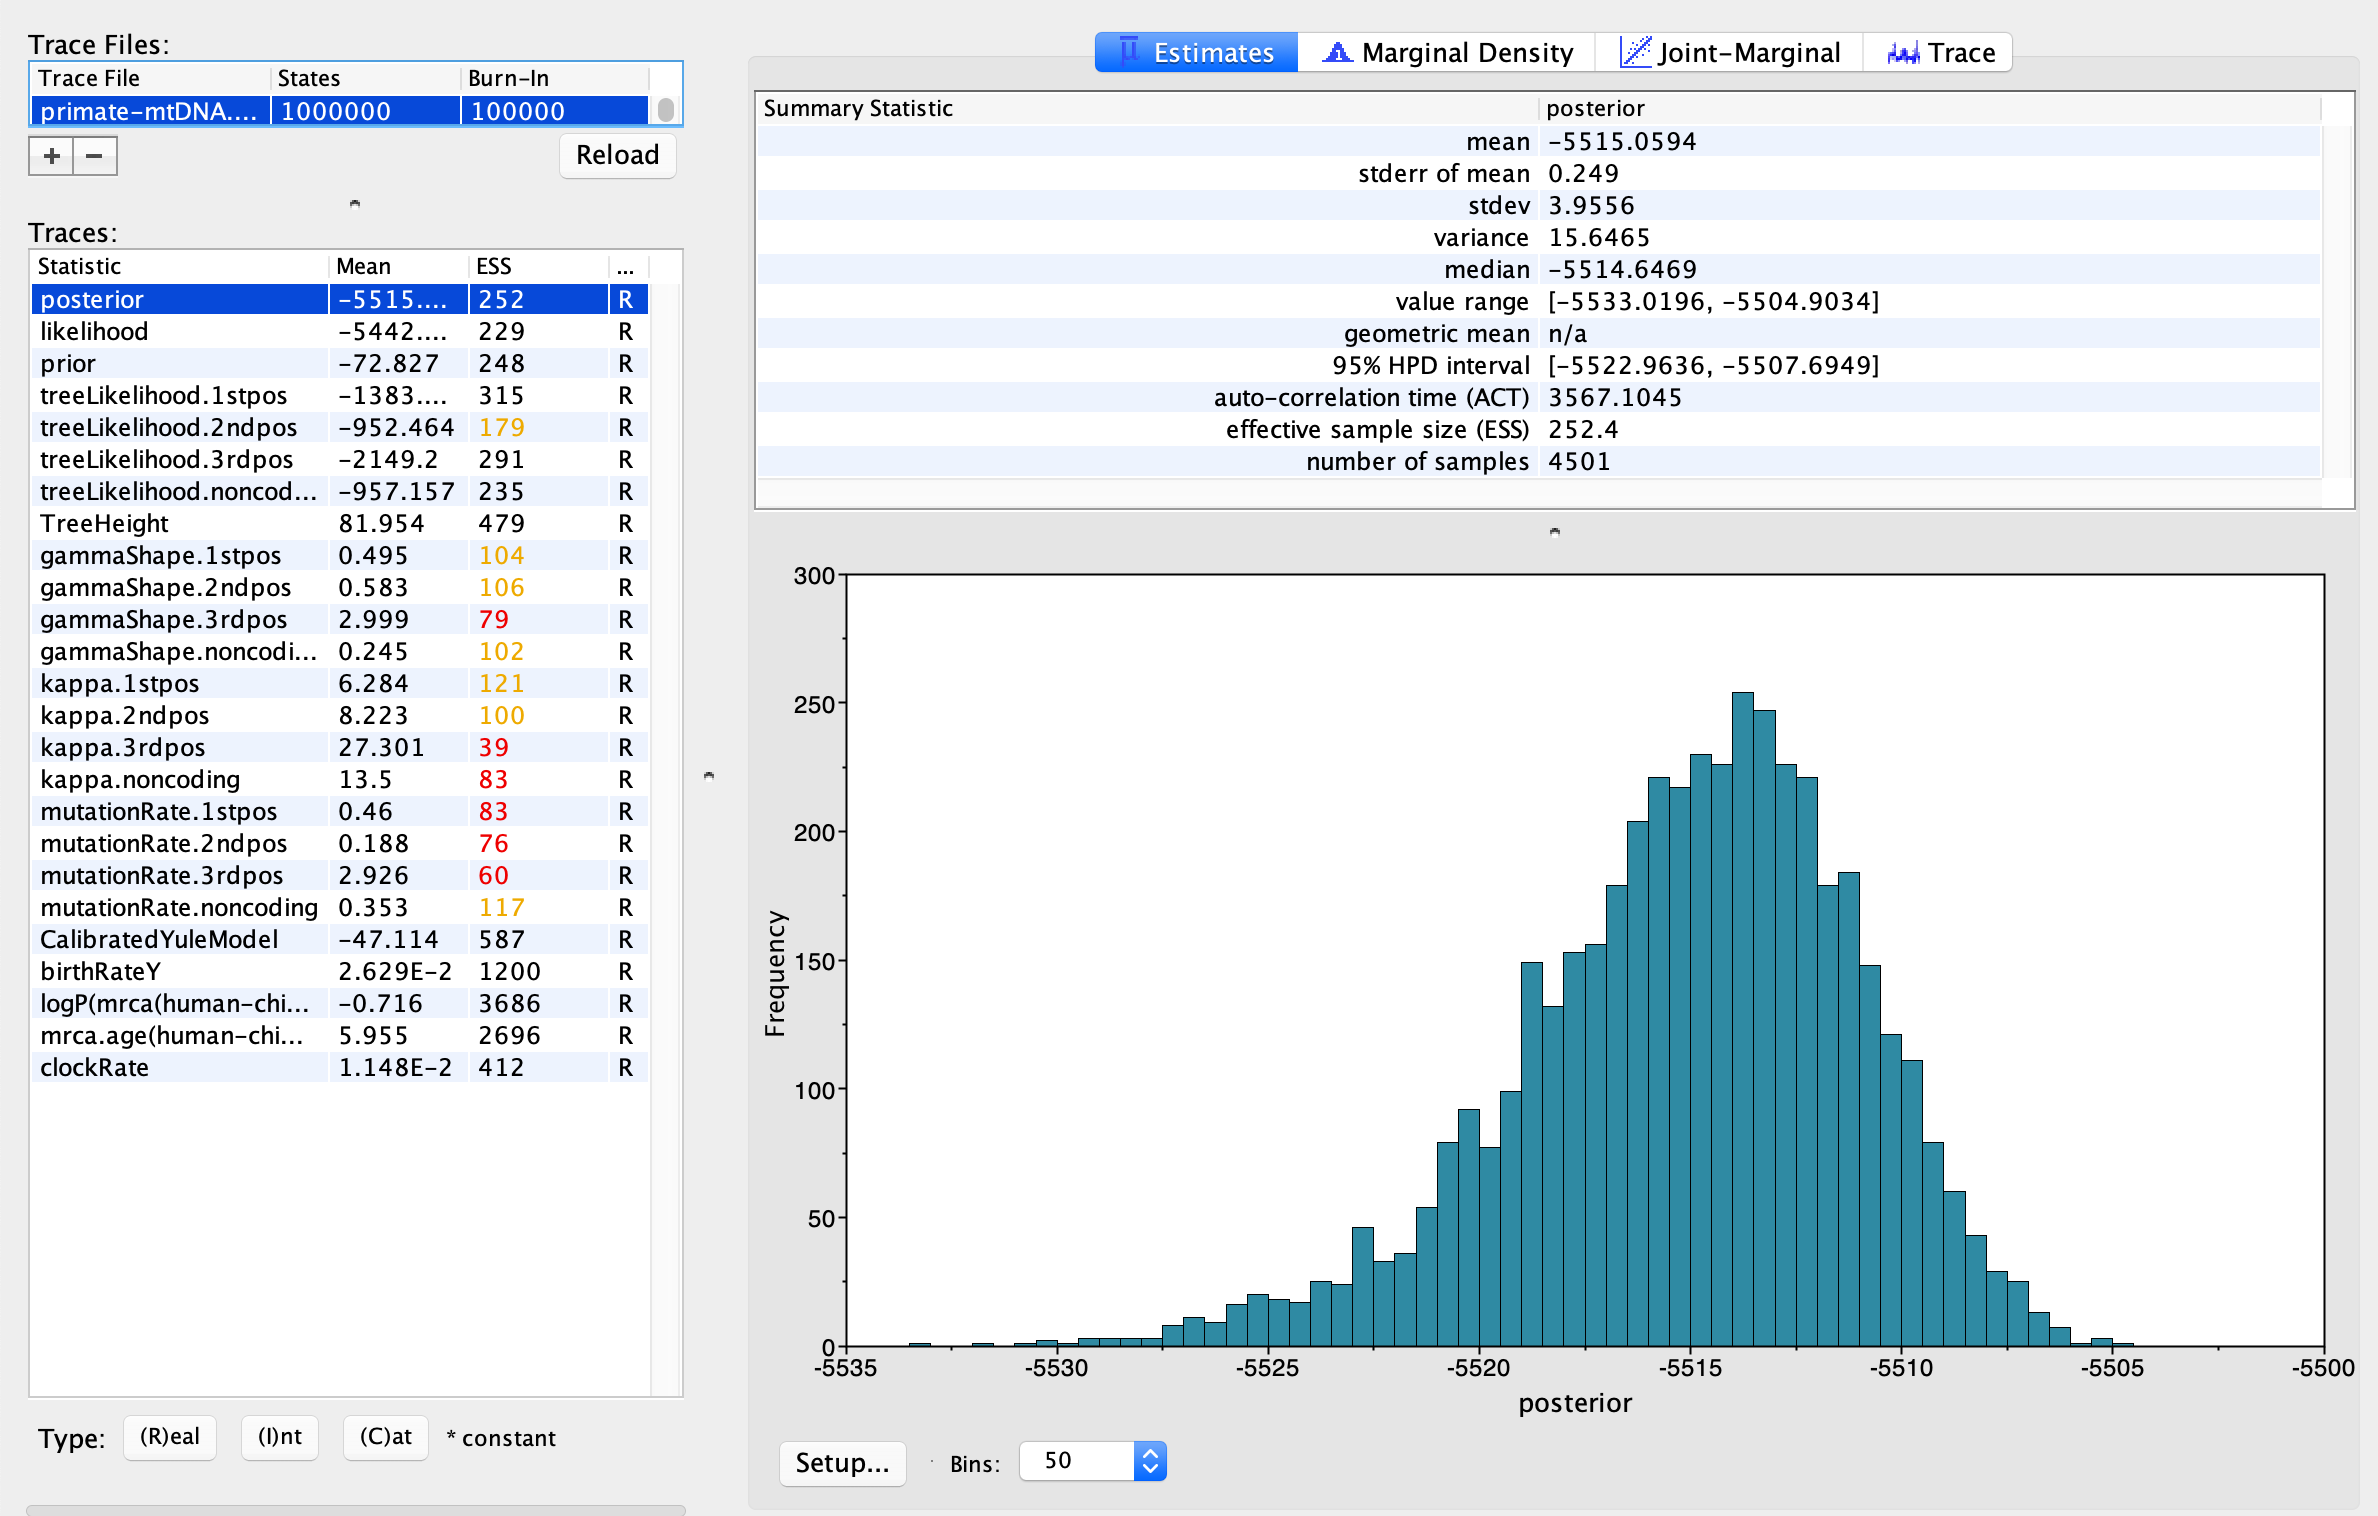 Trace Files:
Trace File States Burn-In
primate-mtDNA.... 1000000 100000
+ −
Reload
Traces:
Statistic Mean ESS ...
posterior -5515.... 252 R
likelihood -5442.... 229 R
prior -72.827 248 R
treeLikelihood.1stpos -1383.... 315 R
treeLikelihood.2ndpos -952.464 179 R
treeLikelihood.3rdpos -2149.2 291 R
treeLikelihood.noncod... -957.157 235 R
TreeHeight 81.954 479 R
gammaShape.1stpos 0.495 104 R
gammaShape.2ndpos 0.583 106 R
gammaShape.3rdpos 2.999 79 R
gammaShape.noncodi... 0.245 102 R
kappa.1stpos 6.284 121 R
kappa.2ndpos 8.223 100 R
kappa.3rdpos 27.301 39 R
kappa.noncoding 13.5 83 R
mutationRate.1stpos 0.46 83 R
mutationRate.2ndpos 0.188 76 R
mutationRate.3rdpos 2.926 60 R
mutationRate.noncoding 0.353 117 R
CalibratedYuleModel -47.114 587 R
birthRateY 2.629E-2 1200 R
logP(mrca(human-chi... -0.716 3686 R
mrca.age(human-chi... 5.955 2696 R
clockRate 1.148E-2 412 R
Type: (R)eal (I)nt (C)at * constant
μ Estimates Marginal Density Joint-Marginal Trace
Summary Statistic posterior
mean -5515.0594
stderr of mean 0.249
stdev 3.9556
variance 15.6465
median -5514.6469
value range [-5533.0196, -5504.9034]
geometric mean n/a
95% HPD interval [-5522.9636, -5507.6949]
auto-correlation time (ACT) 3567.1045
effective sample size (ESS) 252.4
number of samples 4501
300
250
200
150
100
50
0
Frequency
-5535 -5530 -5525 -5520 -5515 -5510 -5505 -5500
posterior
Setup... Bins: 50